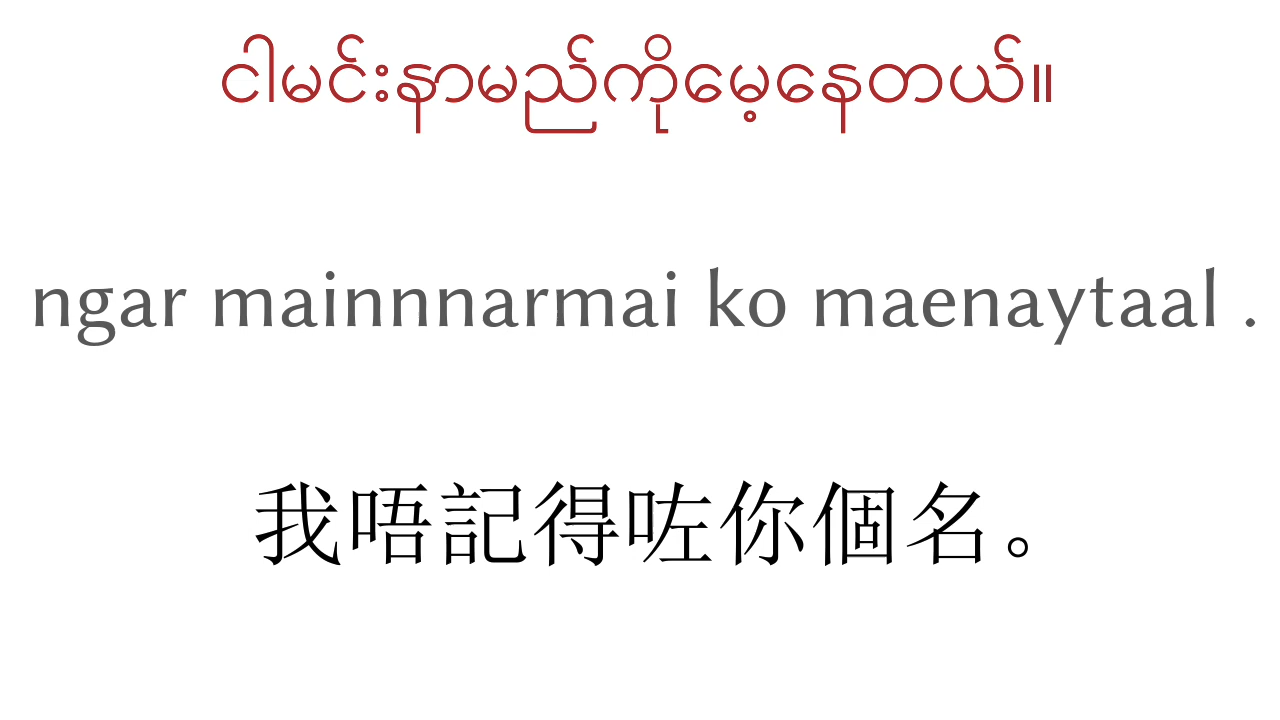 ငါမင်းနာမည်ကိုမေ့နေတယ်။
ngar mainnnarmai ko maenaytaal .
我唔記得咗你個名。